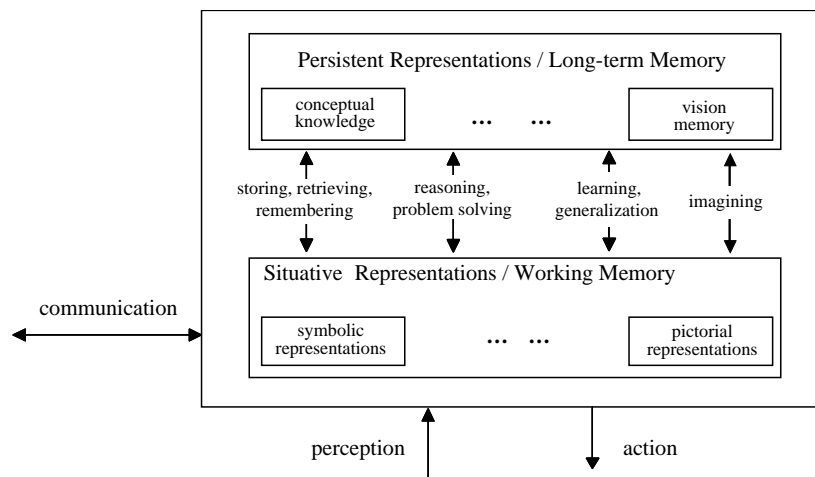 Persistent Representations / Long-term Memory
conceptual
knowledge
... ...
vision
memory
storing, retrieving,
remembering
reasoning,
problem solving
learning,
generalization
imagining
Situative Representations / Working Memory
communication
symbolic
representations
... ...
pictorial
representations
perception
action